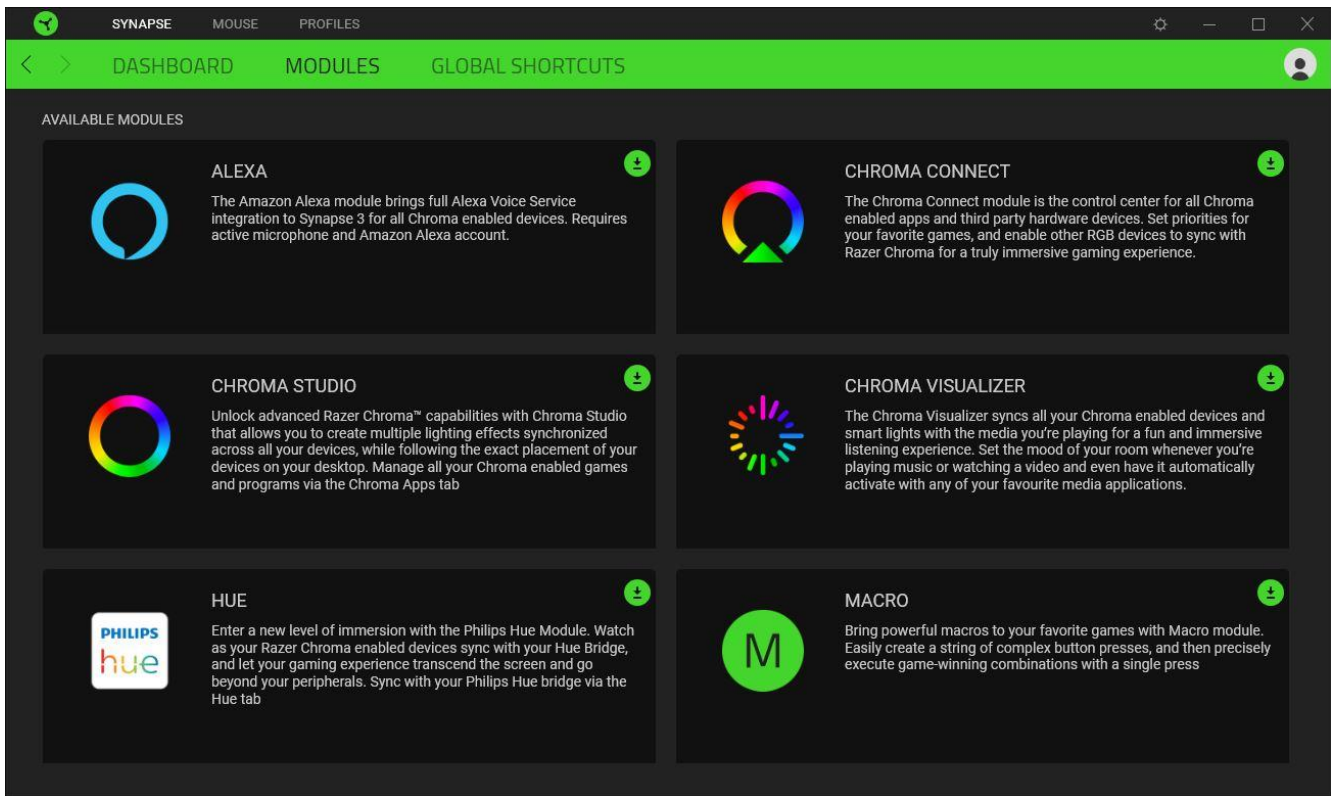 SYNAPSE MOUSE PROFILES
DASHBOARD MODULES GLOBAL SHORTCUTS
AVAILABLE MODULES
ALEXA
The Amazon Alexa module brings full Alexa Voice Service
integration to Synapse 3 for all Chroma enabled devices. Requires
active microphone and Amazon Alexa account.
CHROMA CONNECT
The Chroma Connect module is the control center for all Chroma
enabled apps and third party hardware devices. Set priorities for
your favorite games, and enable other RGB devices to sync with
Razer Chroma for a truly immersive gaming experience.
CHROMA STUDIO
Unlock advanced Razer Chroma™ capabilities with Chroma Studio
that allows you to create multiple lighting effects synchronized
across all your devices, while following the exact placement of your
devices on your desktop. Manage all your Chroma enabled games
and programs via the Chroma Apps tab
CHROMA VISUALIZER
The Chroma Visualizer syncs all your Chroma enabled devices and
smart lights with the media you’re playing for a fun and immersive
listening experience. Set the mood of your room whenever you’re
playing music or watching a video and even have it automatically
activate with any of your favourite media applications.
PHILIPS
hue
HUE
Enter a new level of immersion with the Philips Hue Module. Watch
as your Razer Chroma enabled devices sync with your Hue Bridge,
and let your gaming experience transcend the screen and go
beyond your peripherals. Sync with your Philips Hue bridge via the
Hue tab
M
MACRO
Bring powerful macros to your favorite games with Macro module.
Easily create a string of complex button presses, and then precisely
execute game-winning combinations with a single press